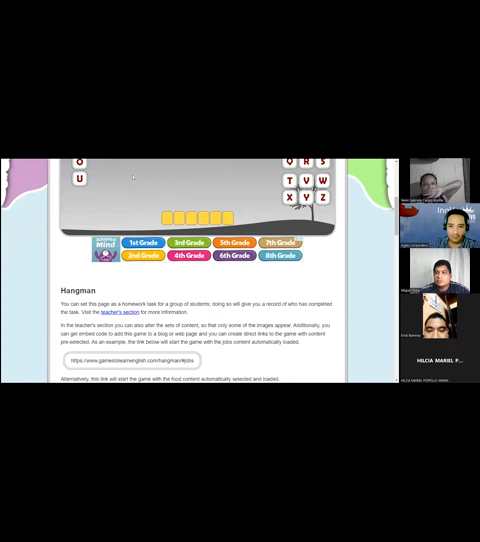 O
U
Q R S
T V W
X Y Z
Mind
1st Grade 3rd Grade 5th Grade 7th Grade
2nd Grade 4th Grade 6th Grade 8th Grade
Hangman
You can set this page as a homework task for a group of students; doing so will give you a record of who has completed
the task. Visit the teacher's section for more information.
In the teacher's section you can also alter the sets of content, so that only some of the images appear. Additionally, you
can get embed code to add this game to a blog or web page and you can create direct links to the game with content
pre-selected. As an example, the link below will start the game with the jobs content automatically loaded.
https://www.gamestolearnenglish.com/hangman/#jobs
Alternatively, this link will start the game with the food content automatically selected and loaded.
HILCIA MARIEL P...
HILCIA MARIEL PORTILLO